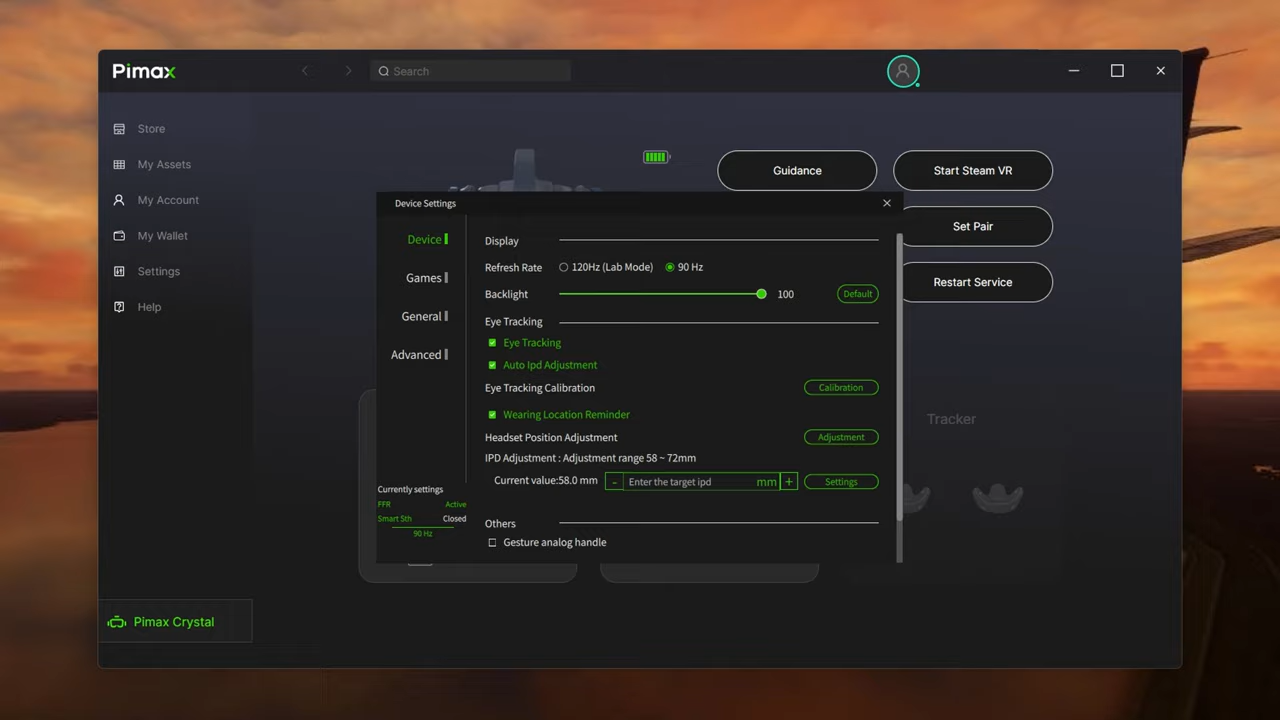 Pimax
Search
Store
My Assets
My Account
My Wallet
Settings
Help
Pimax Crystal
Guidance
Start Steam VR
Set Pair
Restart Service
Tracker
Device Settings
Device
Games
General
Advanced
Currently settings
FFR Active
Smart Sth Closed
90 Hz
Display
Refresh Rate 120Hz (Lab Mode) 90 Hz
Backlight 100 Default
Eye Tracking
Eye Tracking
Auto Ipd Adjustment
Eye Tracking Calibration Calibration
Wearing Location Reminder
Headset Position Adjustment Adjustment
IPD Adjustment : Adjustment range 58 ~ 72mm
Current value:58.0 mm - Enter the target ipd mm + Settings
Others
Gesture analog handle